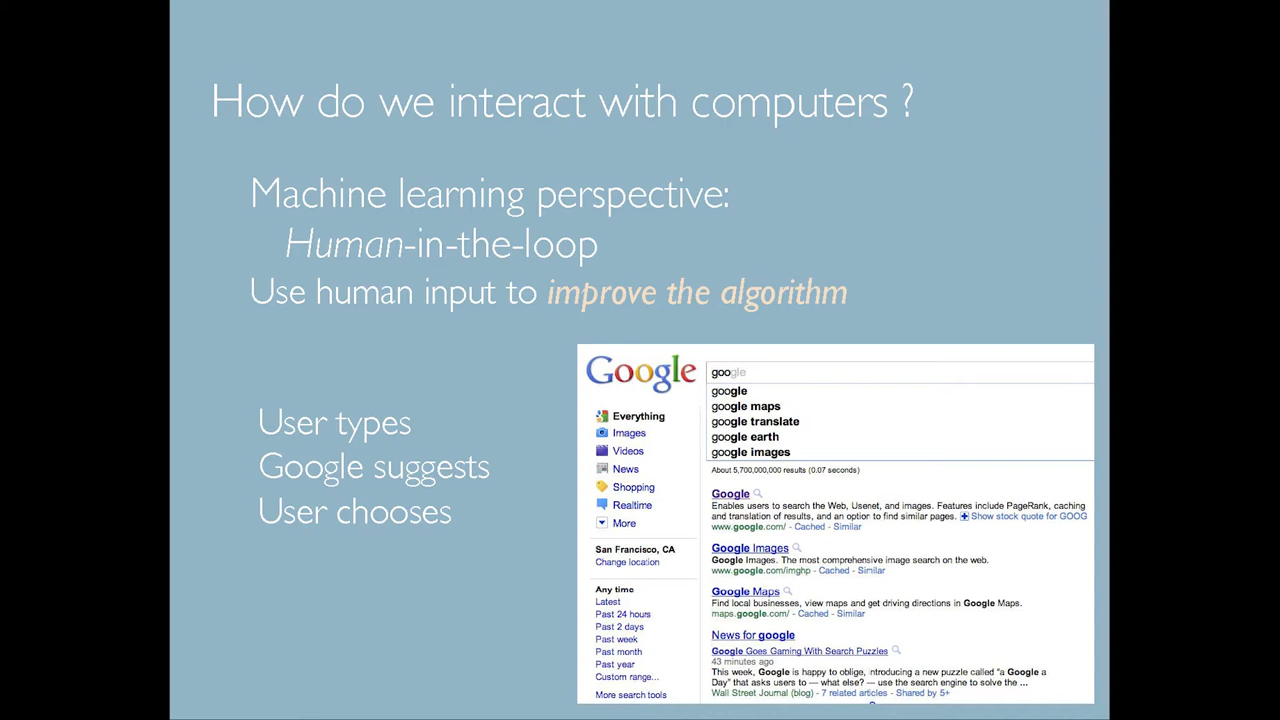 How do we interact with computers ?
Machine learning perspective:
Human-in-the-loop
Use human input to improve the algorithm
User types
Google suggests
User chooses
Google
google
google
google maps
google translate
google earth
google images
About 5,700,000,000 results (0.07 seconds)
Everything
Images
Videos
News
Shopping
Realtime
More
San Francisco, CA
Change location
Any time
Latest
Past 24 hours
Past 2 days
Past week
Past month
Past year
Custom range...
More search tools
Google
Enables users to search the Web, Usenet, and images. Features include PageRank, caching
and translation of results, and an option to find similar pages. Show stock quote for GOOG
www.google.com/ - Cached - Similar
Google Images
Google Images. The most comprehensive image search on the web.
www.google.com/imghp - Cached - Similar
Google Maps
Find local businesses, view maps and get driving directions in Google Maps.
maps.google.com/ - Cached - Similar
News for google
Google Goes Gaming With Search Puzzles
43 minutes ago
This week, Google is happy to oblige, introducing a new puzzle called “a Google a
Day” that asks users to — what else? — use the search engine to solve the ...
Wall Street Journal (blog) - 7 related articles - Shared by 5+